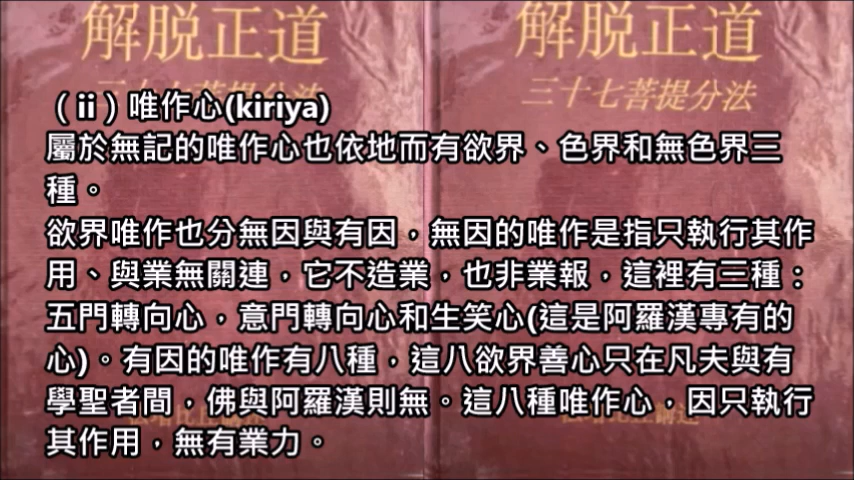 解脱正道 解脱正道
三十七菩提分法 三十七菩提分法
（ii）唯作心(kiriya)
屬於無記的唯作心也依地而有欲界、色界和無色界三
種。
欲界唯作也分無因與有因，無因的唯作是指只執行其作
用、與業無關連，它不造業，也非業報，這裡有三種：
五門轉向心，意門轉向心和生笑心(這是阿羅漢專有的
心)。有因的唯作有八種，這八欲界善心只在凡夫與有
學聖者間，佛與阿羅漢則無。這八種唯作心，因只執行
其作用，無有業力。